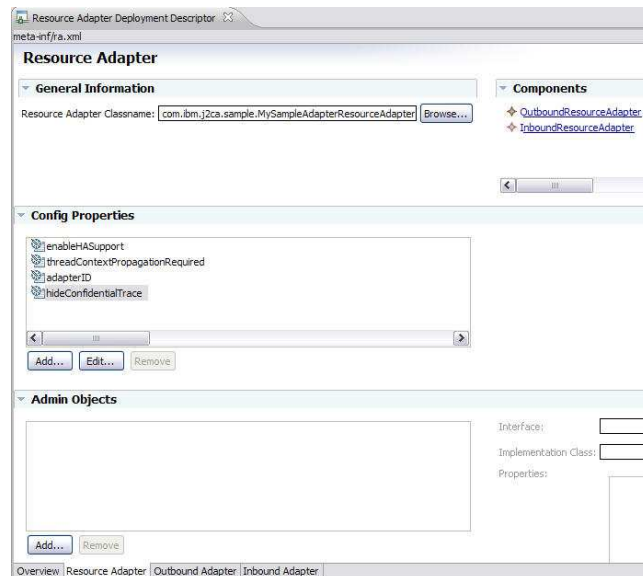 Resource Adapter Deployment Descriptor
meta-inf/ra.xml
Resource Adapter
General Information
Resource Adapter Classname: com.ibm.j2ca.sample.MySampleAdapterResourceAdapter Browse...
Components
OutboundResourceAdapter
InboundResourceAdapter
Config Properties
enableHASupport
threadContextPropagationRequired
adapterID
hideConfidentialTrace
Add... Edit... Remove
Admin Objects
Interface:
Implementation Class:
Properties:
Add... Remove
Overview Resource Adapter Outbound Adapter Inbound Adapter